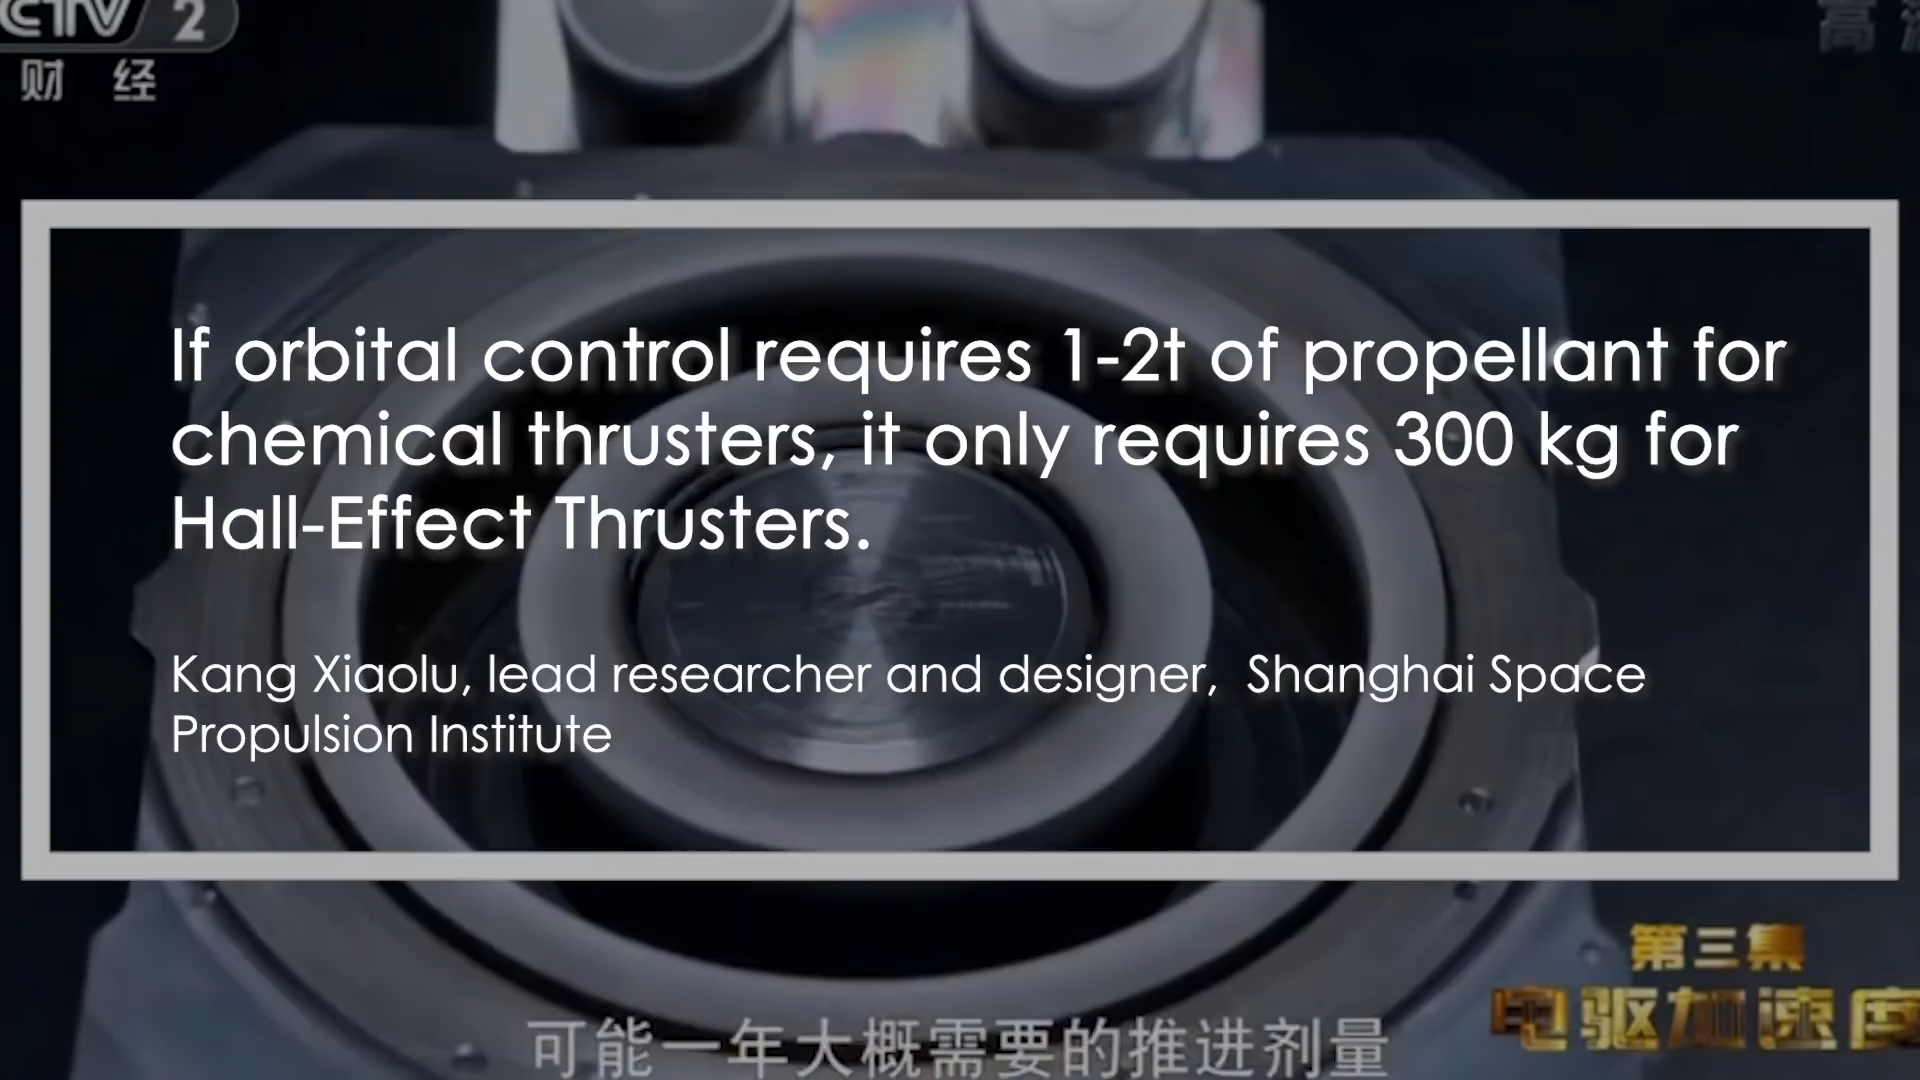 CCTV 2
财 经
高清
If orbital control requires 1-2t of propellant for
chemical thrusters, it only requires 300 kg for
Hall-Effect Thrusters.
Kang Xiaolu, lead researcher and designer, Shanghai Space
Propulsion Institute
第三集
电驱加速度
可能一年大概需要的推进剂量